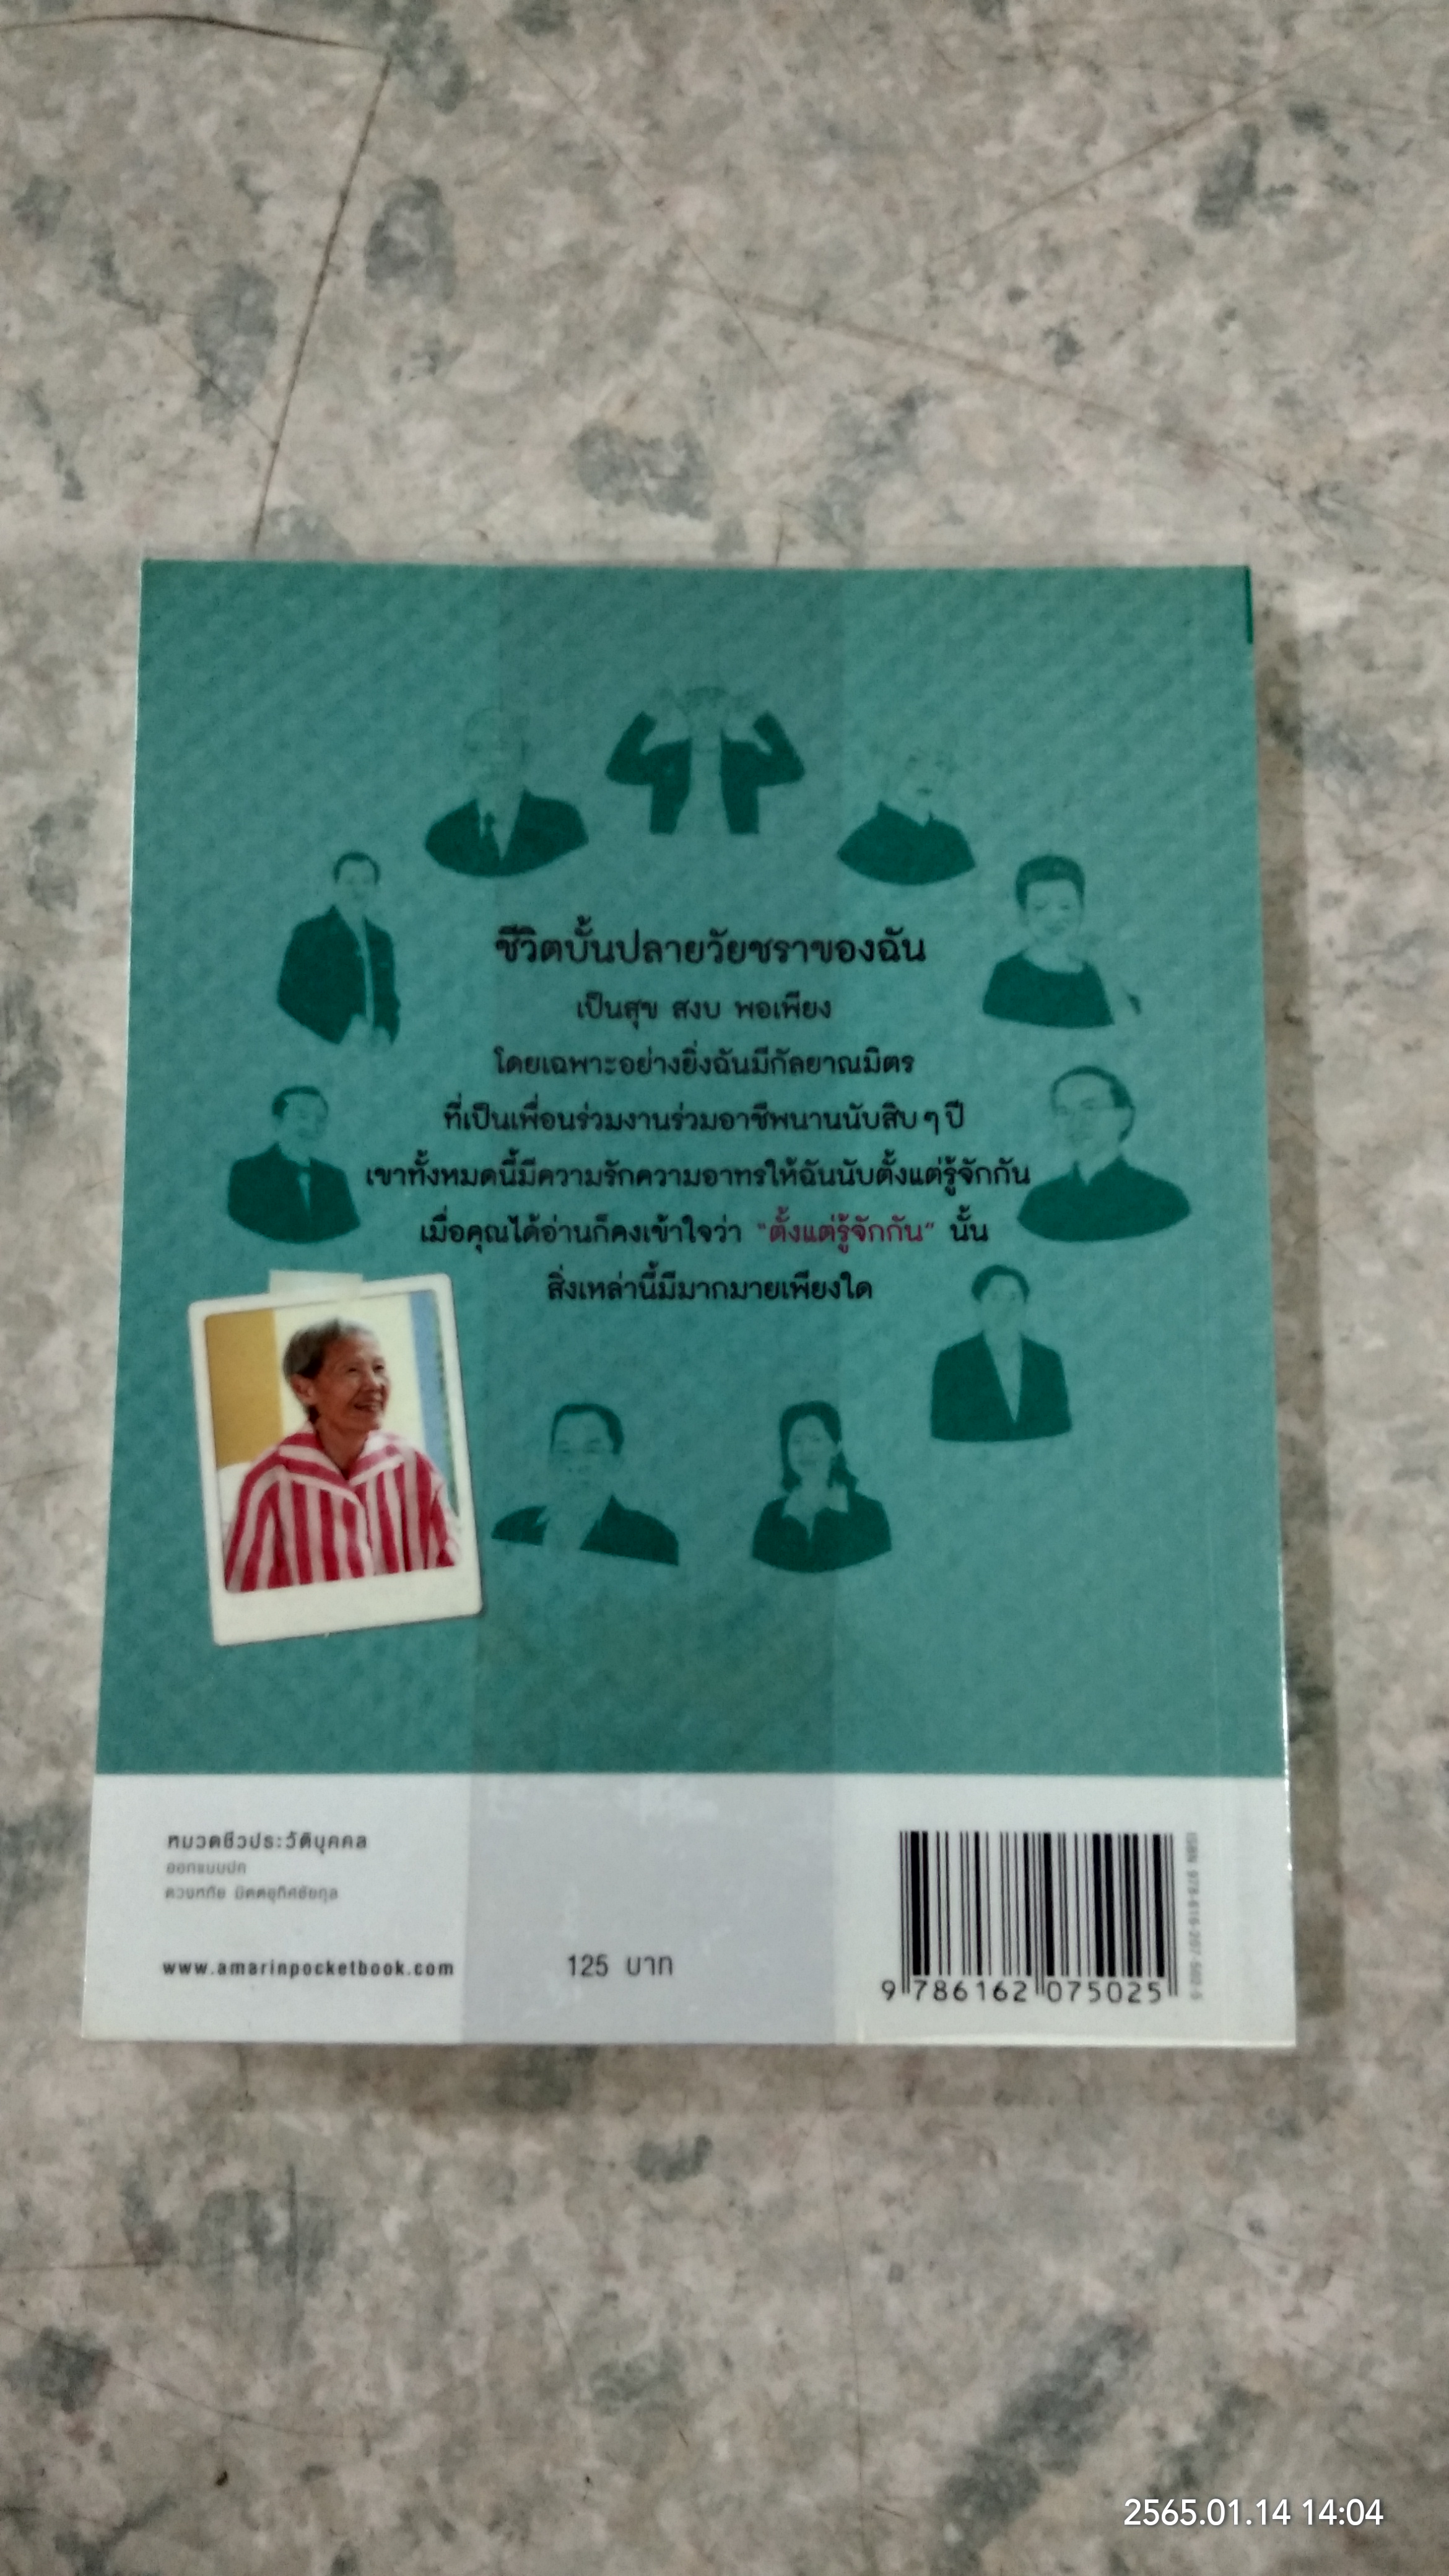 ชีวิตบั้นปลายวัยชราของฉัน
เป็นสุข สงบ พอเพียง
โดยเฉพาะอย่างยิ่งฉันมีกัลยาณมิตร
ที่เป็นเพื่อนร่วมงานร่วมอาชีพนานนับสิบๆปี
เขาทั้งหมดนี้มีความรักความอาทรให้ฉันนับตั้งแต่รู้จักกัน
เมื่อคุณได้อ่านก็คงเข้าใจว่า "ตั้งแต่รู้จักกัน" นั้น
สิ่งเหล่านี้มีมากมายเพียงใด
หมวดชีวประวัติบุคคล
ออกแบบปก
www.amarinpocketbook.com
125 บาท
ISBN 978-616-207-502-5
9 786162 075025
2565.01.14 14:04